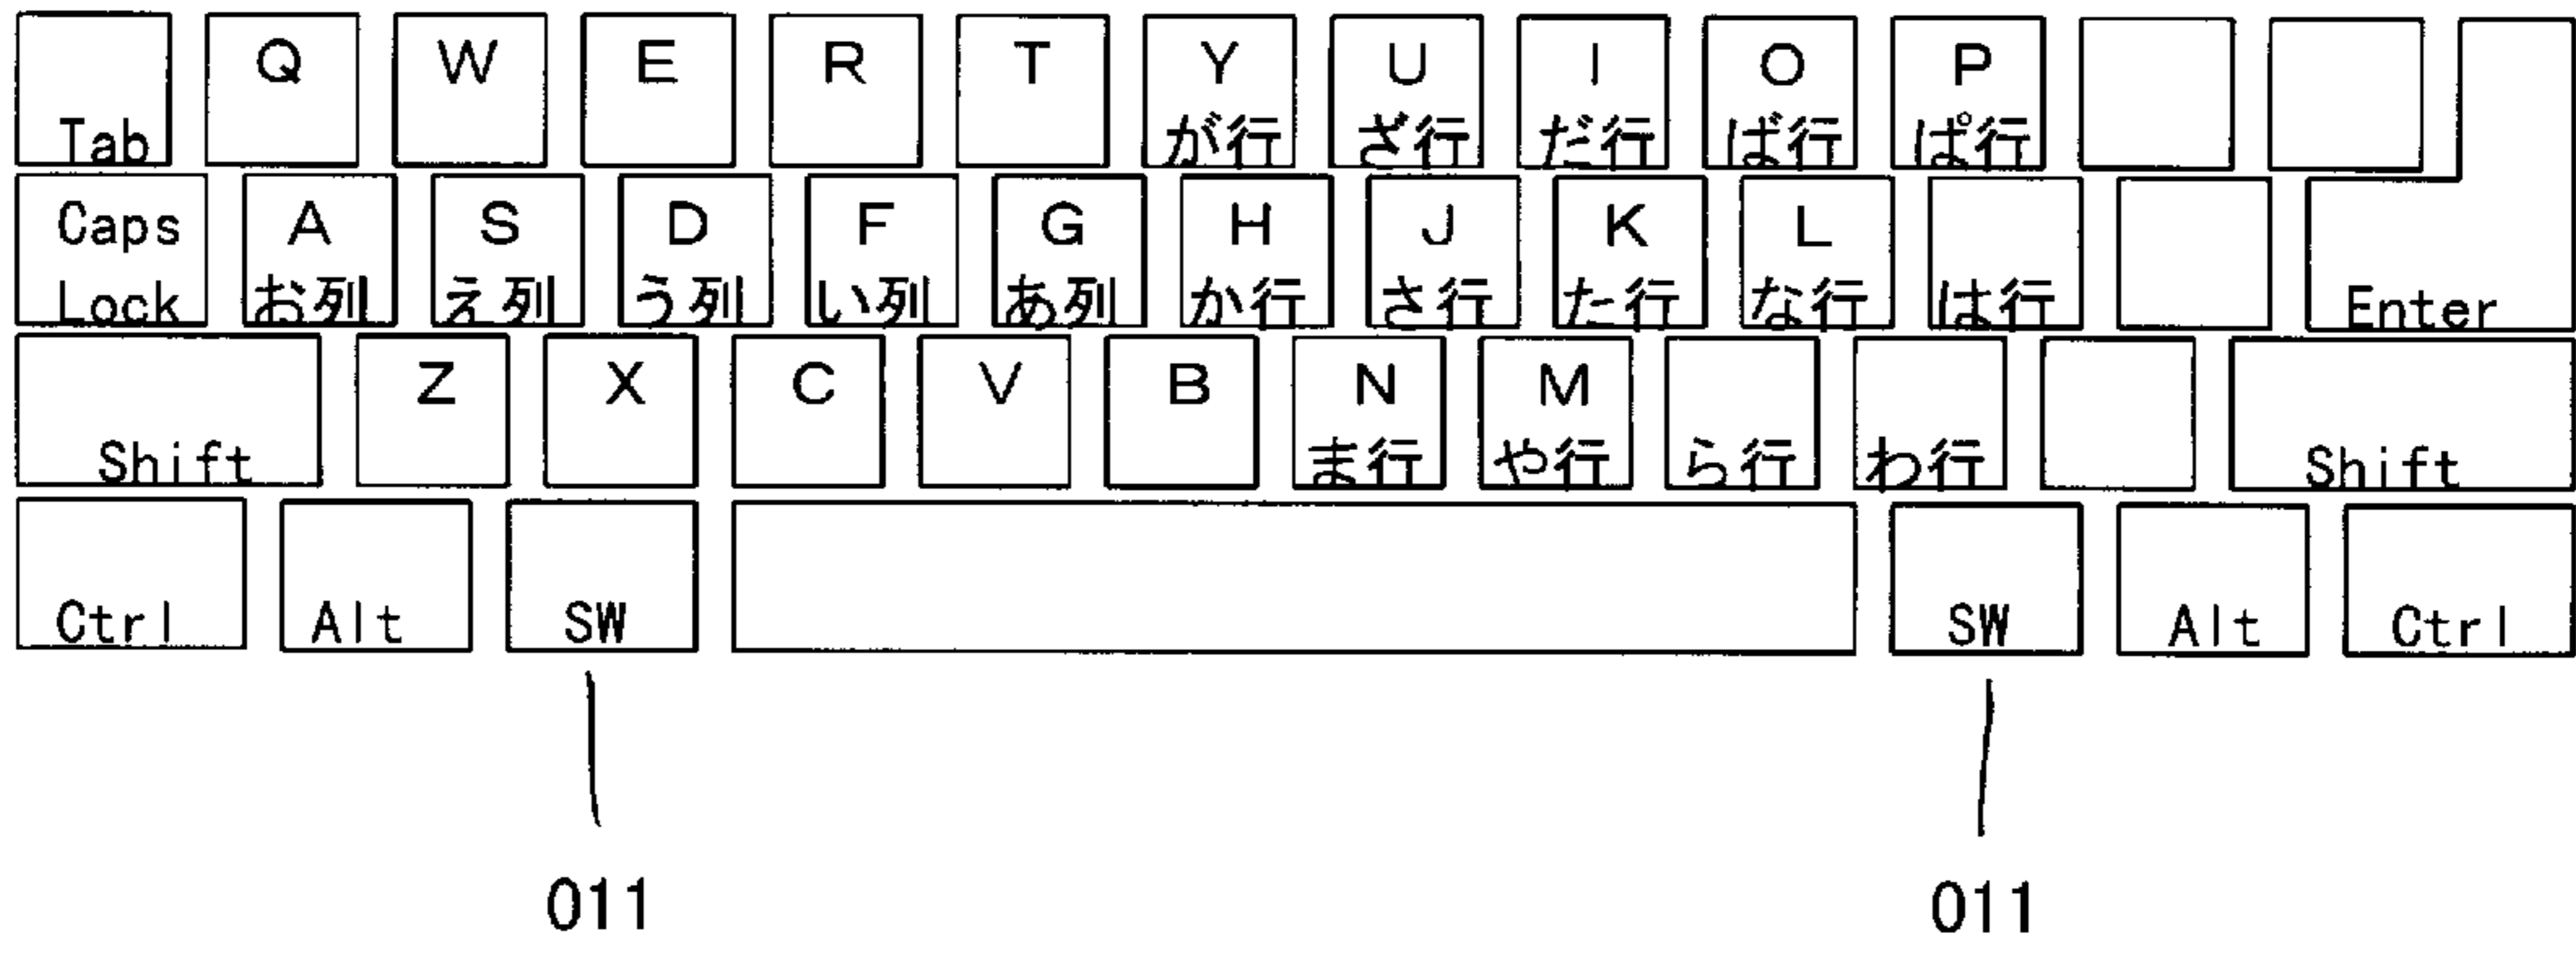 Q W E R T Y U I O P
Tab が行 ざ行 だ行 ば行 ぱ行
Caps A S D F G H J K L
Lock お列 え列 う列 い列 あ列 か行 さ行 た行 な行 は行 Enter
Z X C V B N M
Shift ま行 や行 ら行 わ行 Shift
Ctrl Alt SW SW Alt Ctrl
011 011